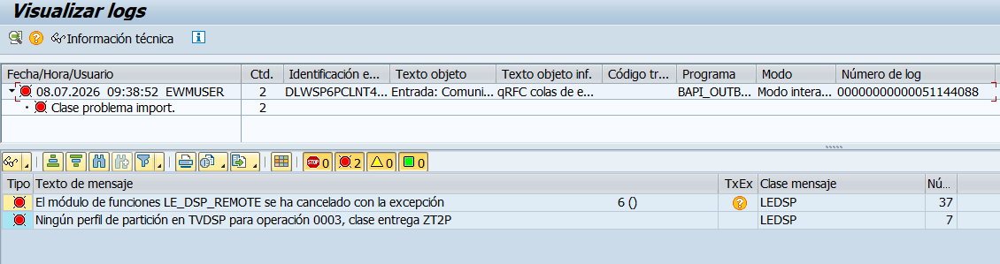 Visualizar logs
Información técnica
Fecha/Hora/Usuario Ctd. Identificación e... Texto objeto Texto objeto inf. Código tr... Programa Modo Número de log
08.07.2026 09:38:52 EWMUSER 2 DLWSP6PCLNT4... Entrada: Comuni... qRFC colas de e... BAPI_OUTB... Modo intera... 00000000000051144088
Clase problema import. 2
STOP 0 2 0 0
Tipo Texto de mensaje TxEx Clase mensaje Nú...
El módulo de funciones LE_DSP_REMOTE se ha cancelado con la excepción 6 () LEDSP 37
Ningún perfil de partición en TVDSP para operación 0003, clase entrega ZT2P LEDSP 7